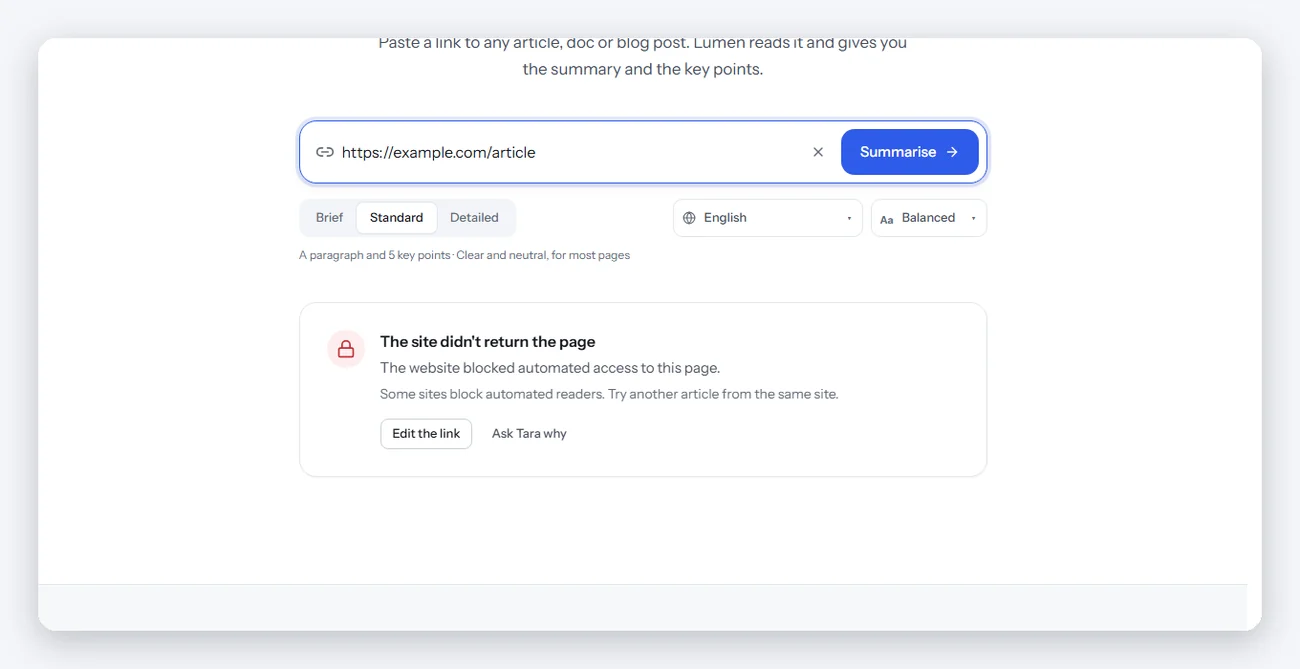 Paste a link to any article, doc or blog post. Lumen reads it and gives you
the summary and the key points.
https://example.com/article
Summarise
Brief Standard Detailed
English
Aa Balanced
A paragraph and 5 key points · Clear and neutral, for most pages
The site didn't return the page
The website blocked automated access to this page.
Some sites block automated readers. Try another article from the same site.
Edit the link Ask Tara why